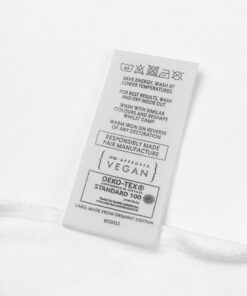 SAVE ENERGY, WASH AT
LOWER TEMPERATURES.
FOR BEST RESULTS, WASH
AND DRY INSIDE OUT
WASH WITH SIMILAR
COLOURS AND RESHAPE
WHILST DAMP
WARM IRON ON REVERSE
OF ANY DECORATION.
RESPONSIBLY MADE
FAIR MANUFACTURE
APPROVED
VEGAN
OEKO-TEX®
STANDARD 100
LABEL MADE FROM ORGANIC COTTON